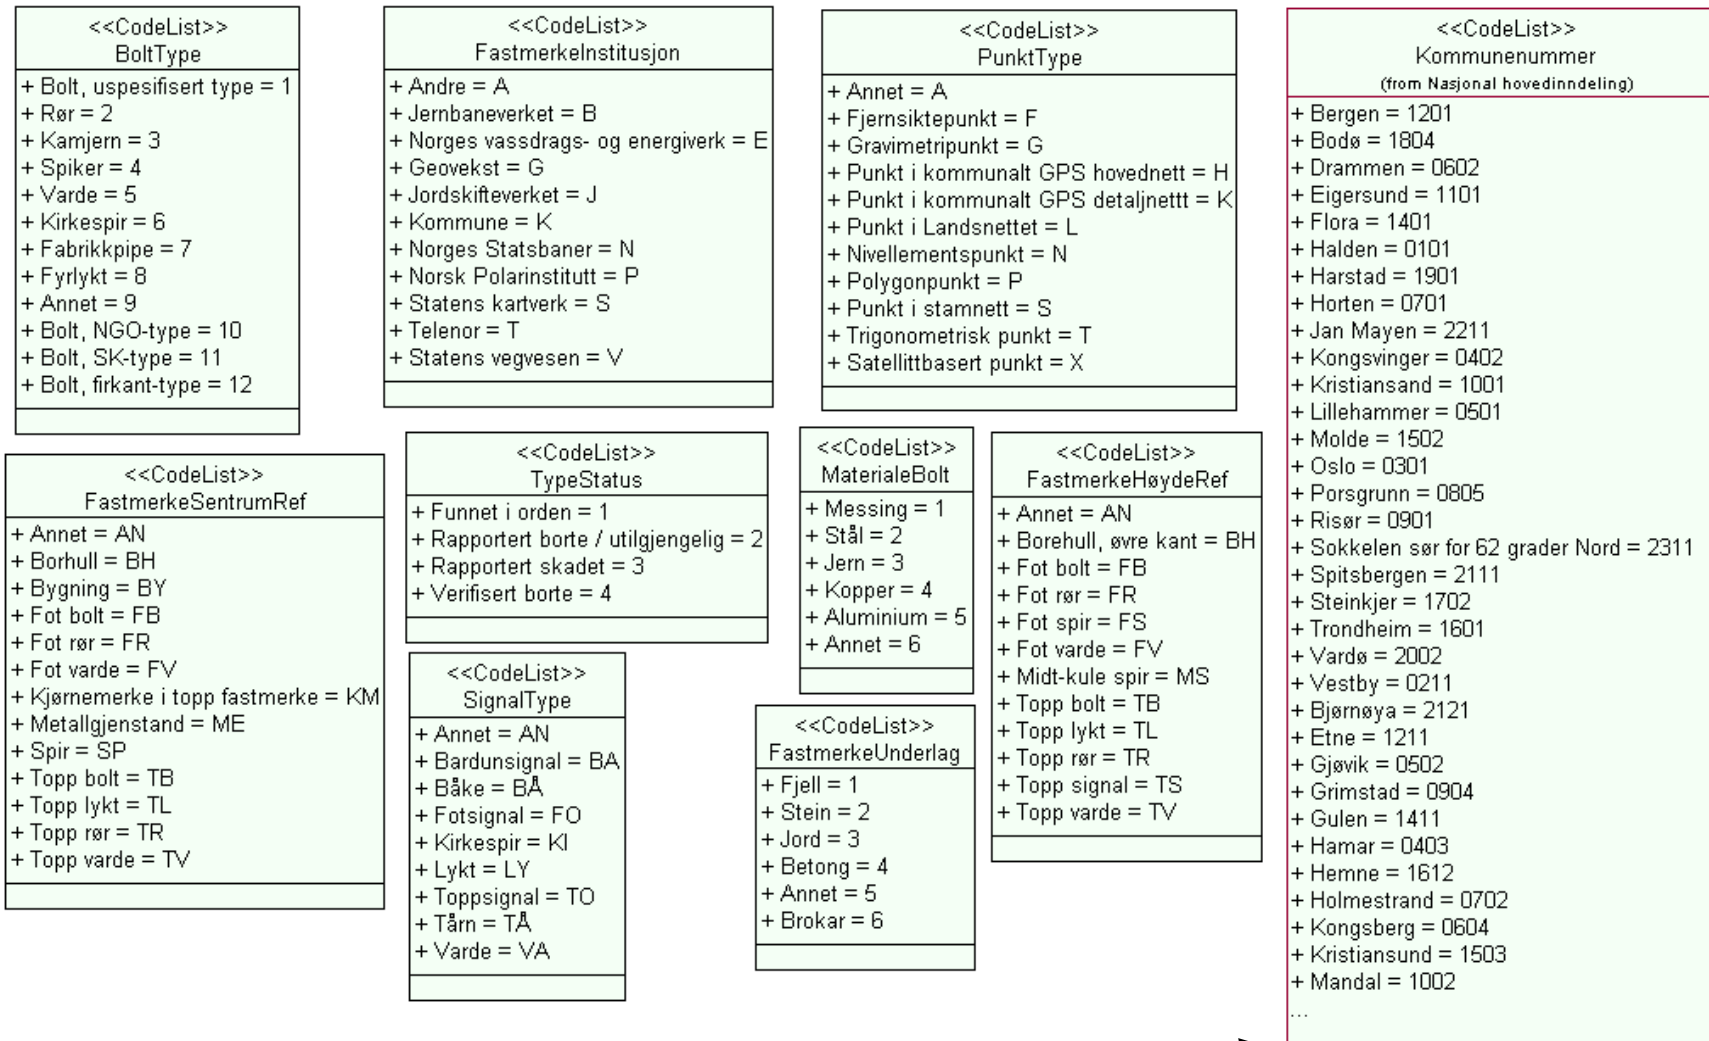 <<CodeList>>
BoltType
+ Bolt, uspesifisert type = 1
+ Rør = 2
+ Kamjern = 3
+ Spiker = 4
+ Varde = 5
+ Kirkespir = 6
+ Fabrikkpipe = 7
+ Fyrlykt = 8
+ Annet = 9
+ Bolt, NGO-type = 10
+ Bolt, SK-type = 11
+ Bolt, firkant-type = 12
<<CodeList>>
FastmerkeInstitusjon
+ Andre = A
+ Jernbaneverket = B
+ Norges vassdrags- og energiverk = E
+ Geovekst = G
+ Jordskifteverket = J
+ Kommune = K
+ Norges Statsbaner = N
+ Norsk Polarinstitutt = P
+ Statens kartverk = S
+ Telenor = T
+ Statens vegvesen = V
<<CodeList>>
PunktType
+ Annet = A
+ Fjernsiktepunkt = F
+ Gravimetripunkt = G
+ Punkt i kommunalt GPS hovednett = H
+ Punkt i kommunalt GPS detaljnettt = K
+ Punkt i Landsnettet = L
+ Nivellementspunkt = N
+ Polygonpunkt = P
+ Punkt i stamnett = S
+ Trigonometrisk punkt = T
+ Satellittbasert punkt = X
<<CodeList>>
Kommunenummer
(from Nasjonal hovedinndeling)
+ Bergen = 1201
+ Bodø = 1804
+ Drammen = 0602
+ Eigersund = 1101
+ Flora = 1401
+ Halden = 0101
+ Harstad = 1901
+ Horten = 0701
+ Jan Mayen = 2211
+ Kongsvinger = 0402
+ Kristiansand = 1001
+ Lillehammer = 0501
+ Molde = 1502
+ Oslo = 0301
+ Porsgrunn = 0805
+ Risør = 0901
+ Sokkelen sør for 62 grader Nord = 2311
+ Spitsbergen = 2111
+ Steinkjer = 1702
+ Trondheim = 1601
+ Vardø = 2002
+ Vestby = 0211
+ Bjørnøya = 2121
+ Etne = 1211
+ Gjøvik = 0502
+ Grimstad = 0904
+ Gulen = 1411
+ Hamar = 0403
+ Hemne = 1612
+ Holmestrand = 0702
+ Kongsberg = 0604
+ Kristiansund = 1503
+ Mandal = 1002
...
<<CodeList>>
FastmerkeSentrumRef
+ Annet = AN
+ Borhull = BH
+ Bygning = BY
+ Fot bolt = FB
+ Fot rør = FR
+ Fot varde = FV
+ Kjørnemerke i topp fastmerke = KM
+ Metallgjenstand = ME
+ Spir = SP
+ Topp bolt = TB
+ Topp lykt = TL
+ Topp rør = TR
+ Topp varde = TV
<<CodeList>>
TypeStatus
+ Funnet i orden = 1
+ Rapportert borte / utilgjengelig = 2
+ Rapportert skadet = 3
+ Verifisert borte = 4
<<CodeList>>
MaterialeBolt
+ Messing = 1
+ Stål = 2
+ Jern = 3
+ Kopper = 4
+ Aluminium = 5
+ Annet = 6
<<CodeList>>
FastmerkeHøydeRef
+ Annet = AN
+ Borehull, øvre kant = BH
+ Fot bolt = FB
+ Fot rør = FR
+ Fot spir = FS
+ Fot varde = FV
+ Midt-kule spir = MS
+ Topp bolt = TB
+ Topp lykt = TL
+ Topp rør = TR
+ Topp signal = TS
+ Topp varde = TV
<<CodeList>>
SignalType
+ Annet = AN
+ Bardunsignal = BA
+ Båke = BÅ
+ Fotsignal = FO
+ Kirkespir = KI
+ Lykt = LY
+ Toppsignal = TO
+ Tårn = TÅ
+ Varde = VA
<<CodeList>>
FastmerkeUnderlag
+ Fjell = 1
+ Stein = 2
+ Jord = 3
+ Betong = 4
+ Annet = 5
+ Brokar = 6